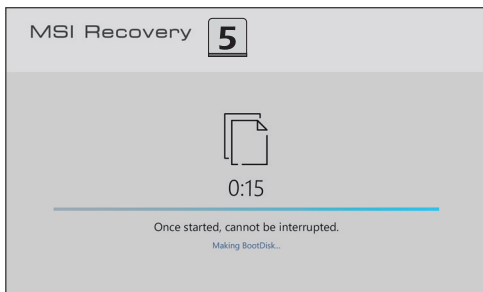 MSI Recovery 5
0:15
Once started, cannot be interrupted.
Making BootDisk...